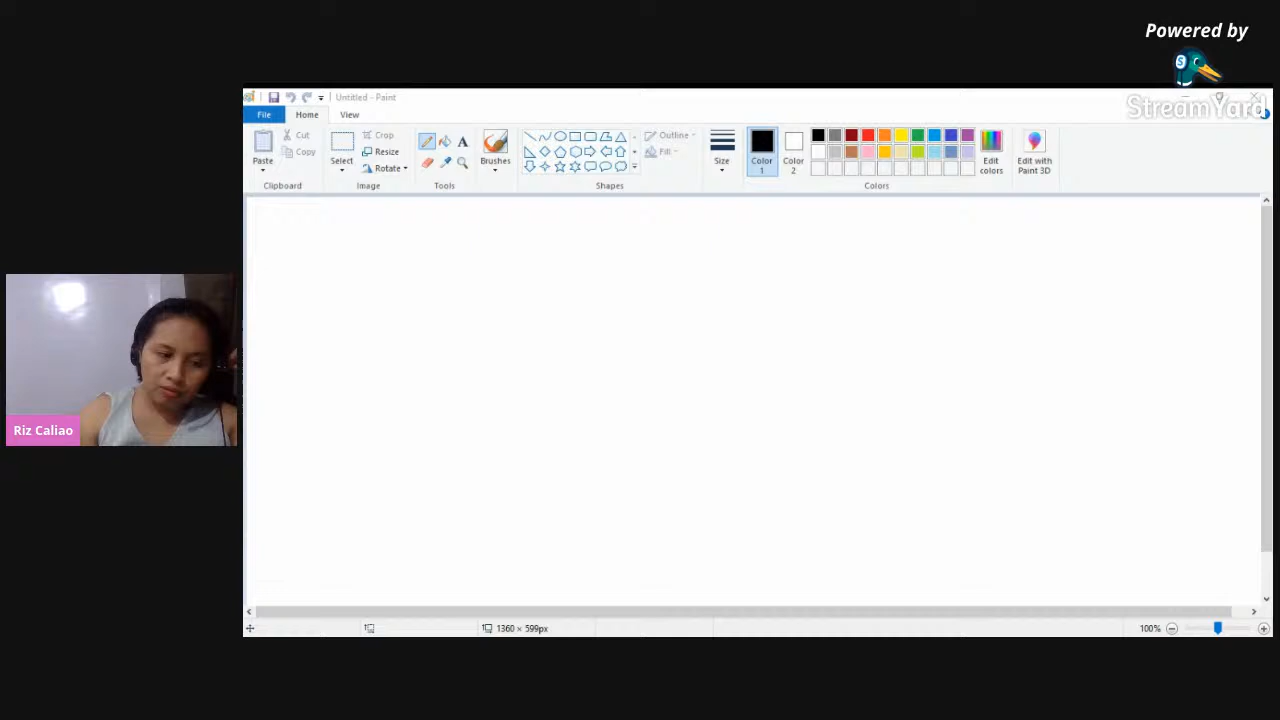 Powered by
StreamYard
Untitled - Paint
File Home View
Paste
Cut
Copy
Clipboard
Select
Crop
Resize
Rotate
Image
A
Tools
Brushes
Shapes
Outline
Fill
Size
Color 1
Color 2
Edit colors
Colors
Edit with Paint 3D
Riz Caliao
1360 × 599px
100%